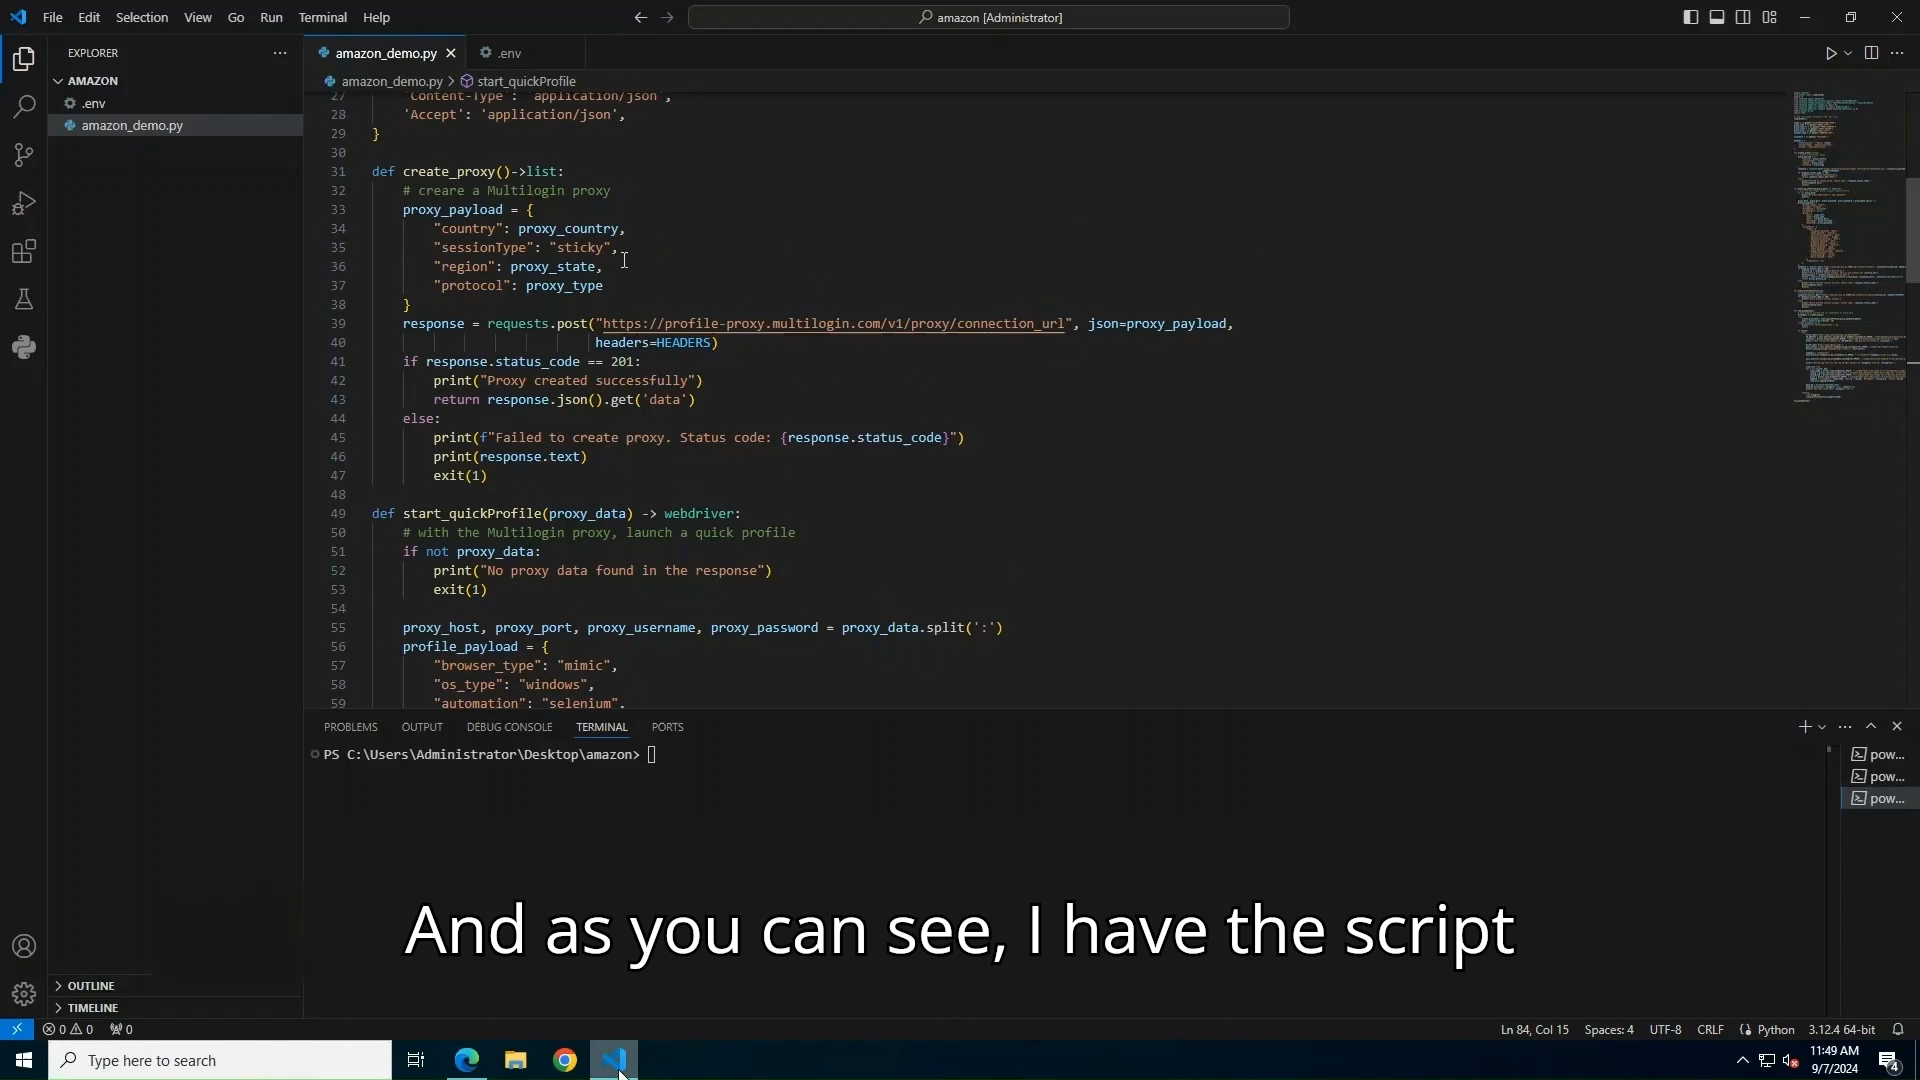 File Edit Selection View Go Run Terminal Help
amazon [Administrator]
EXPLORER
AMAZON
.env
amazon_demo.py
OUTLINE
TIMELINE
amazon_demo.py
.env
amazon_demo.py > start_quickProfile
27 'Content-Type': 'application/json',
28 'Accept': 'application/json',
29 }
30
31 def create_proxy()->list:
32 # creare a Multilogin proxy
33 proxy_payload = {
34 "country": proxy_country,
35 "sessionType": "sticky",
36 "region": proxy_state,
37 "protocol": proxy_type
38 }
39 response = requests.post("https://profile-proxy.multilogin.com/v1/proxy/connection_url", json=proxy_payload,
40 headers=HEADERS)
41 if response.status_code == 201:
42 print("Proxy created successfully")
43 return response.json().get('data')
44 else:
45 print(f"Failed to create proxy. Status code: {response.status_code}")
46 print(response.text)
47 exit(1)
48
49 def start_quickProfile(proxy_data) -> webdriver:
50 # with the Multilogin proxy, launch a quick profile
51 if not proxy_data:
52 print("No proxy data found in the response")
53 exit(1)
54
55 proxy_host, proxy_port, proxy_username, proxy_password = proxy_data.split(':')
56 profile_payload = {
57 "browser_type": "mimic",
58 "os_type": "windows",
59 "automation": "selenium",
PROBLEMS OUTPUT DEBUG CONSOLE TERMINAL PORTS
PS C:\Users\Administrator\Desktop\amazon>
pow...
pow...
pow...
And as you can see, I have the script
0 0 0
Ln 84, Col 15 Spaces: 4 UTF-8 CRLF Python 3.12.4 64-bit
Type here to search
11:49 AM
9/7/2024
4